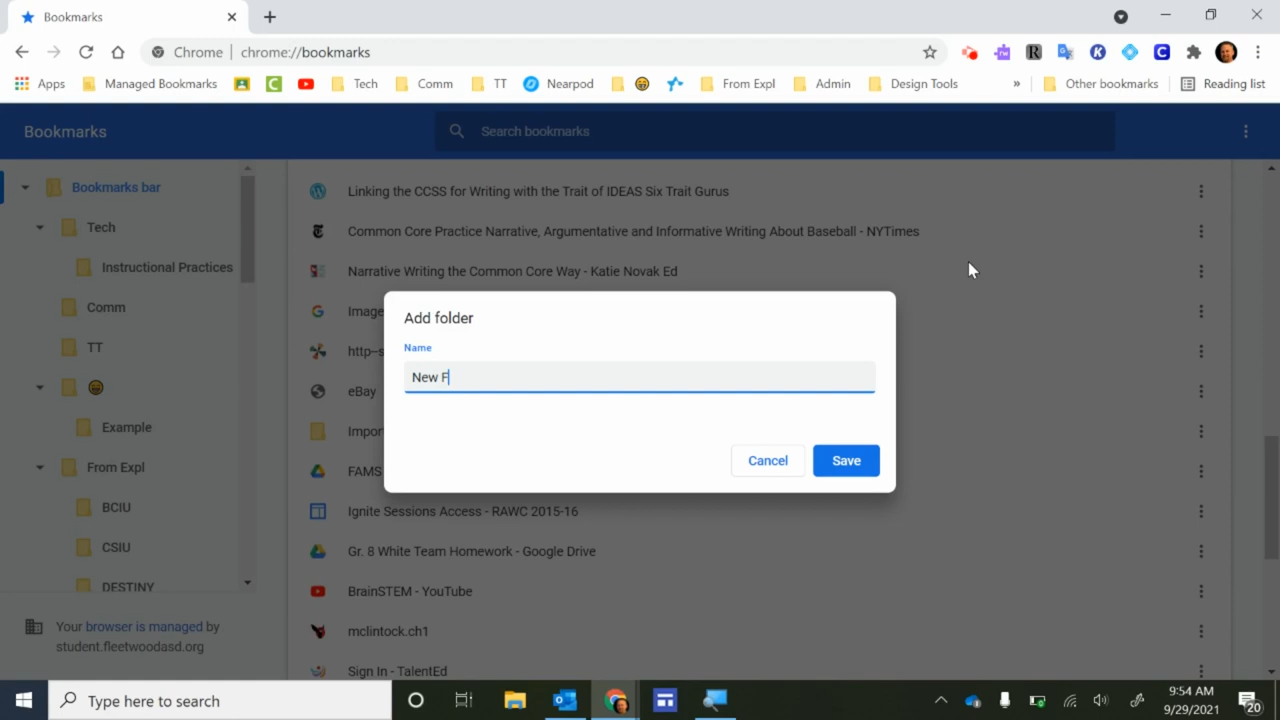 Bookmarks
Chrome | chrome://bookmarks
Apps Managed Bookmarks Tech Comm TT Nearpod From Expl Admin Design Tools » Other bookmarks Reading list
Bookmarks Search bookmarks
Bookmarks bar
Tech
Instructional Practices
Comm
TT
Example
From Expl
BCIU
CSIU
DESTINY
Your browser is managed by
student.fleetwoodasd.org
Linking the CCSS for Writing with the Trait of IDEAS Six Trait Gurus
Common Core Practice Narrative, Argumentative and Informative Writing About Baseball - NYTimes
Narrative Writing the Common Core Way - Katie Novak Ed
Image
http--s
eBay
Impor
FAMS
Ignite Sessions Access - RAWC 2015-16
Gr. 8 White Team Homework - Google Drive
BrainSTEM - YouTube
mclintock.ch1
Sign In - TalentEd
Add folder
Name
New F
Cancel Save
Type here to search
9:54 AM
9/29/2021
20